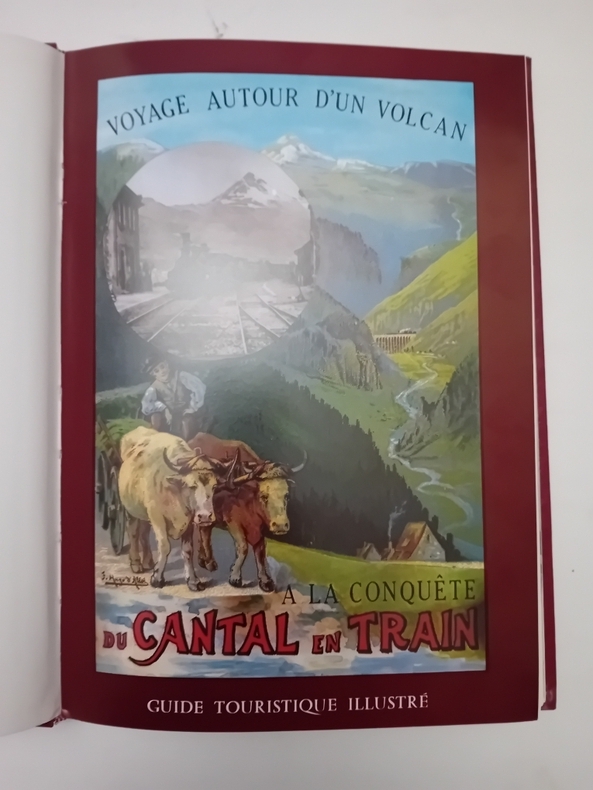 VOYAGE AUTOUR D'UN VOLCAN
A LA CONQUÊTE
DU CANTAL EN TRAIN
GUIDE TOURISTIQUE ILLUSTRÉ